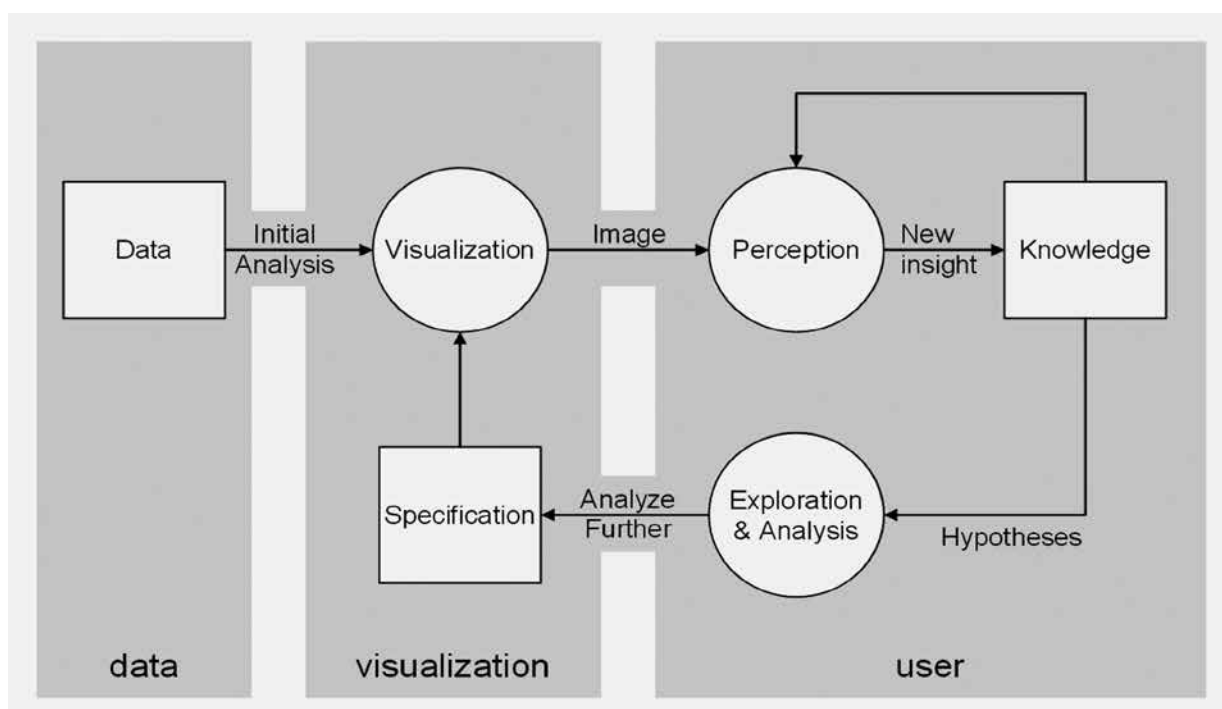 Data
Initial
Analysis
Visualization
Image
Perception
New
insight
Knowledge
Specification
Analyze
Further
Exploration
& Analysis
Hypotheses
data
visualization
user